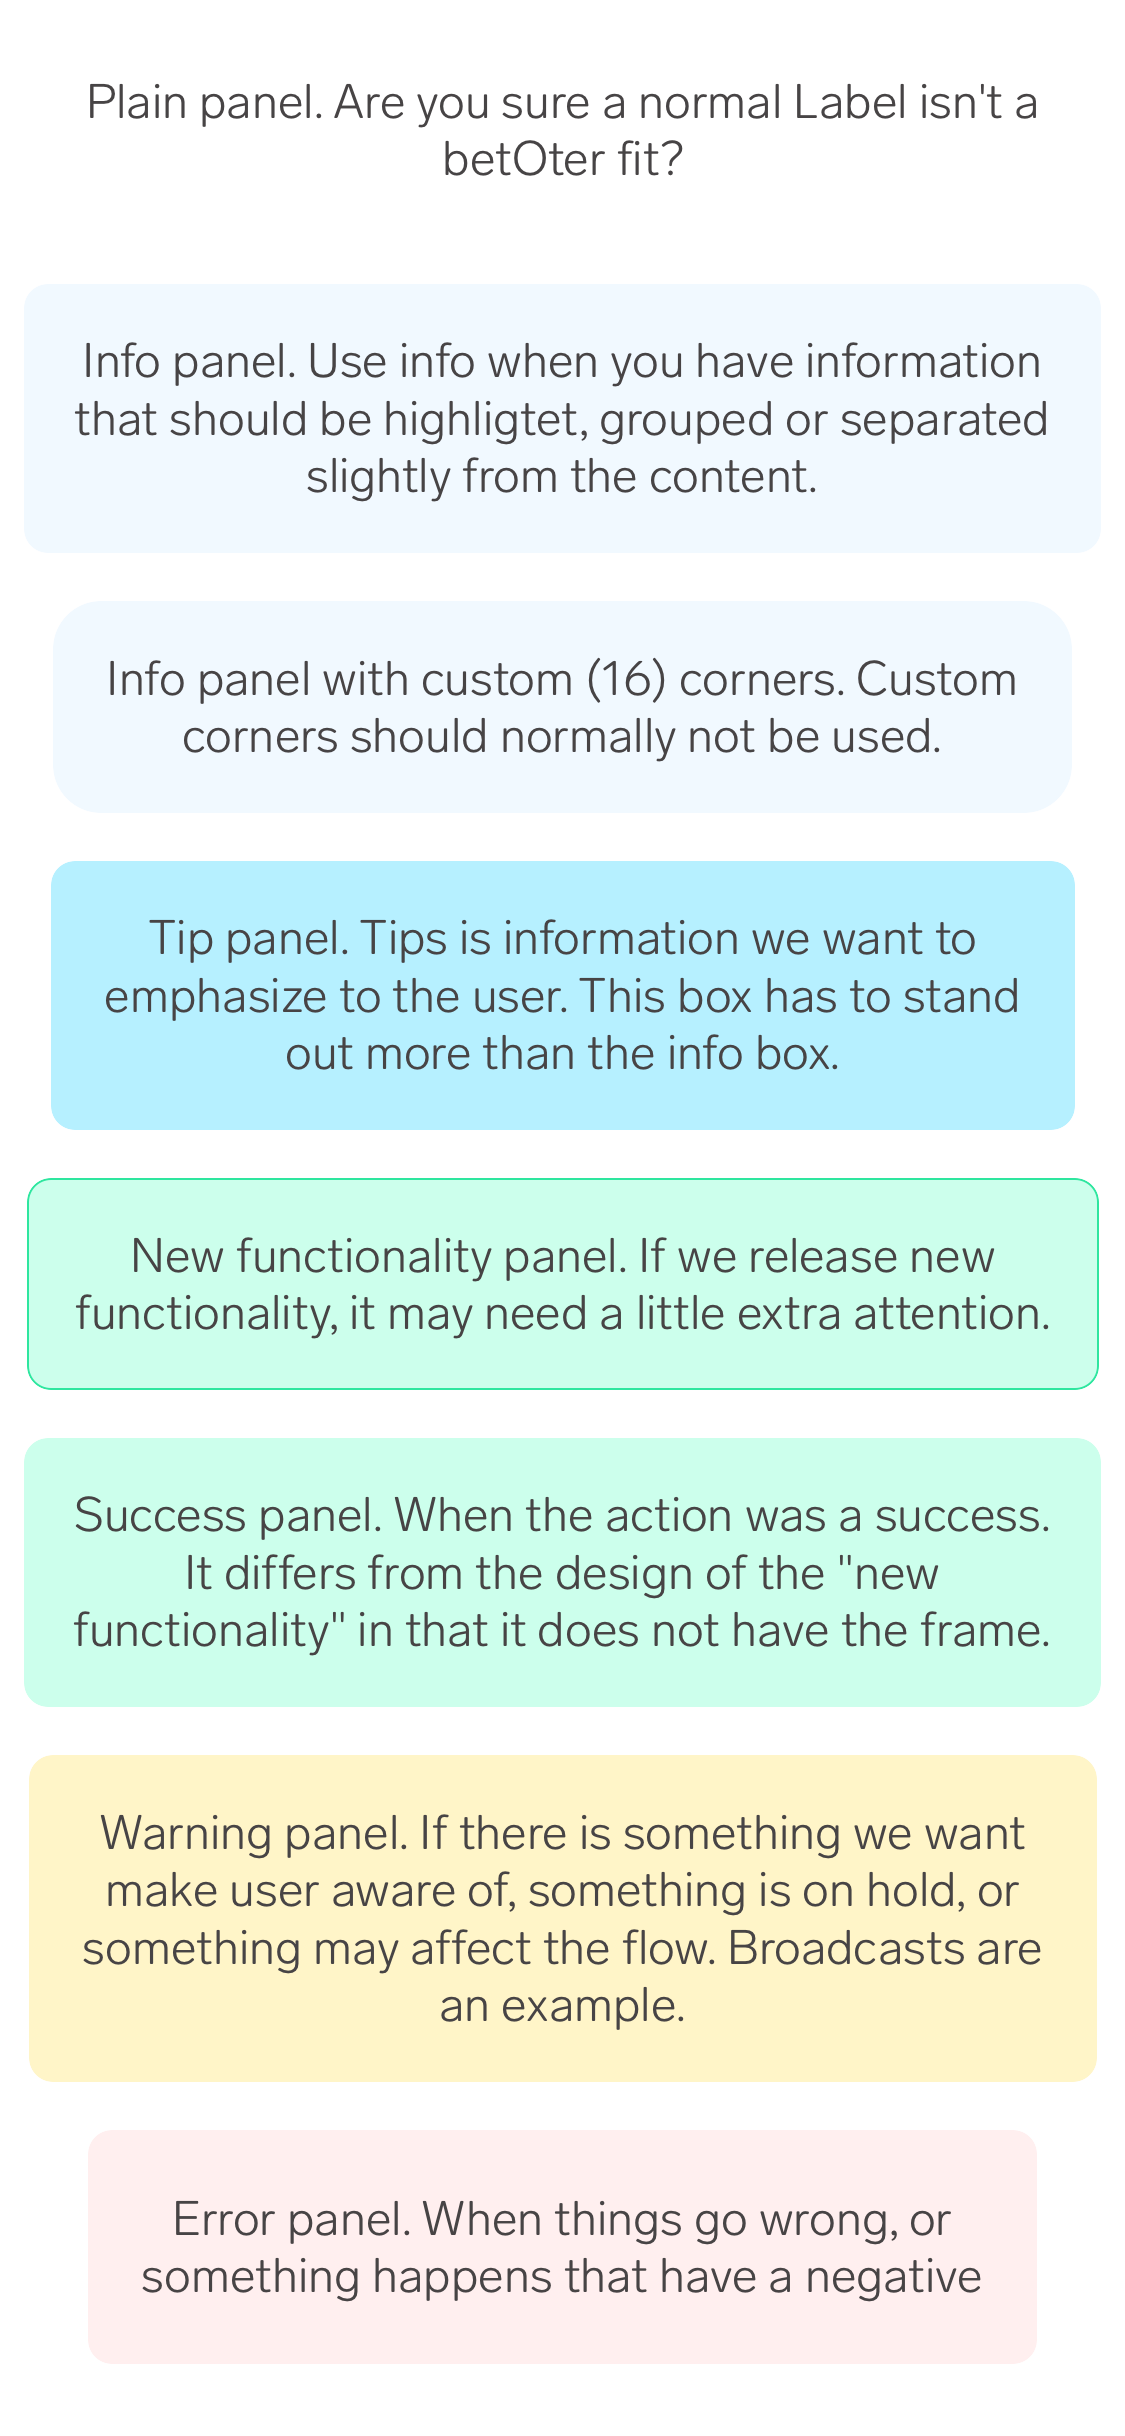 Plain panel. Are you sure a normal Label isn't a
betOter fit?
Info panel. Use info when you have information
that should be highligtet, grouped or separated
slightly from the content.
Info panel with custom (16) corners. Custom
corners should normally not be used.
Tip panel. Tips is information we want to
emphasize to the user. This box has to stand
out more than the info box.
New functionality panel. If we release new
functionality, it may need a little extra attention.
Success panel. When the action was a success.
It differs from the design of the "new
functionality" in that it does not have the frame.
Warning panel. If there is something we want
make user aware of, something is on hold, or
something may affect the flow. Broadcasts are
an example.
Error panel. When things go wrong, or
something happens that have a negative